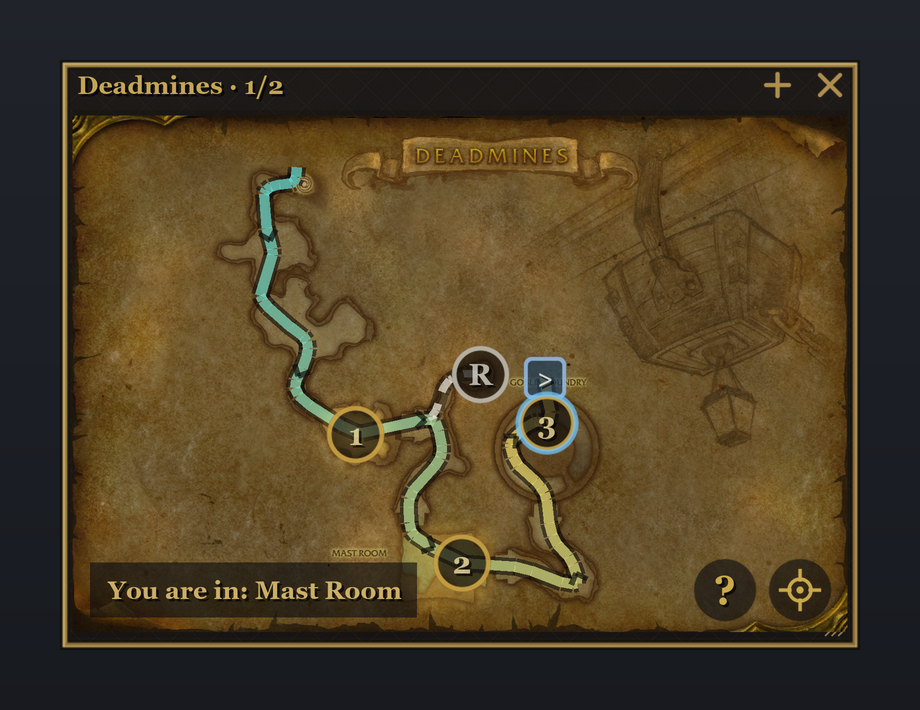 Deadmines · 1/2
DEADMINES
R
>
1
3
MAST ROOM
2
You are in: Mast Room
?